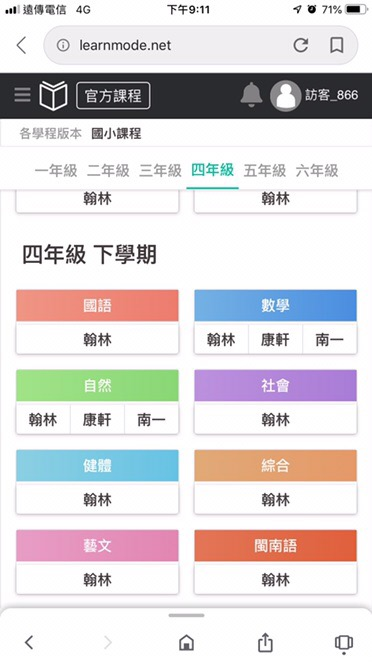 遠傳電信 4G 下午9:11 71%
learnmode.net
官方課程 訪客_866
各學程版本 國小課程
一年級 二年級 三年級 四年級 五年級 六年級
翰林 翰林
四年級 下學期
國語 數學
翰林 翰林 康軒 南一
自然 社會
翰林 康軒 南一 翰林
健體 綜合
翰林 翰林
藝文 閩南語
翰林 翰林